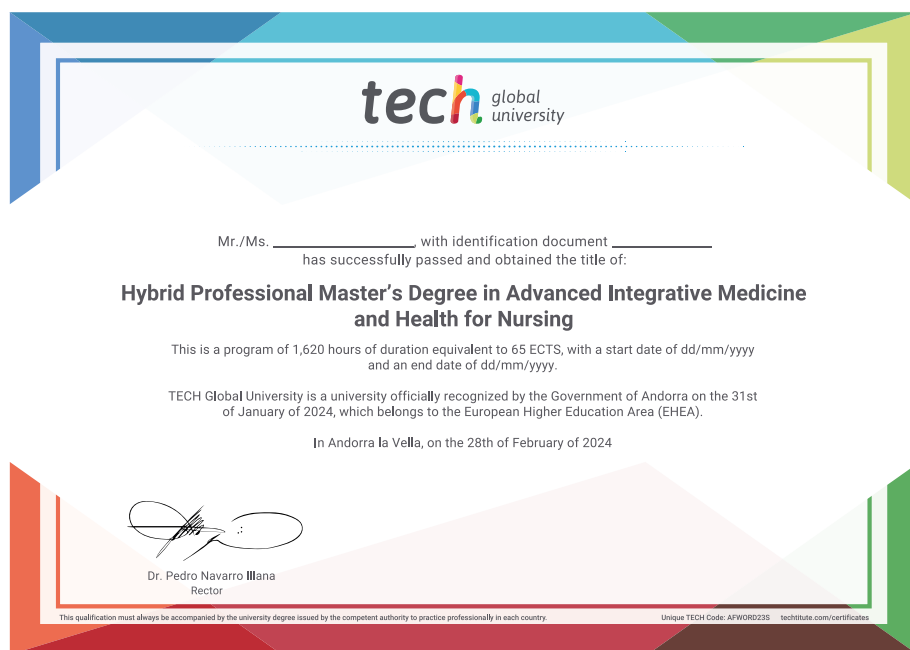 tech global
university
Mr./Ms. ________________, with identification document ____________
has successfully passed and obtained the title of:
Hybrid Professional Master’s Degree in Advanced Integrative Medicine
and Health for Nursing
This is a program of 1,620 hours of duration equivalent to 65 ECTS, with a start date of dd/mm/yyyy
and an end date of dd/mm/yyyy.
TECH Global University is a university officially recognized by the Government of Andorra on the 31st
of January of 2024, which belongs to the European Higher Education Area (EHEA).
In Andorra la Vella, on the 28th of February of 2024
Dr. Pedro Navarro Illana
Rector
This qualification must always be accompanied by the university degree issued by the competent authority to practice professionally in each country.
Unique TECH Code: AFWORD23S techtitute.com/certificates